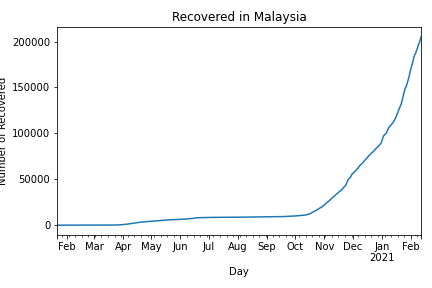 Recovered in Malaysia
Number of Recovered
200000
150000
100000
50000
0
Feb Mar Apr May Jun Jul Aug Sep Oct Nov Dec Jan Feb
2021
Day